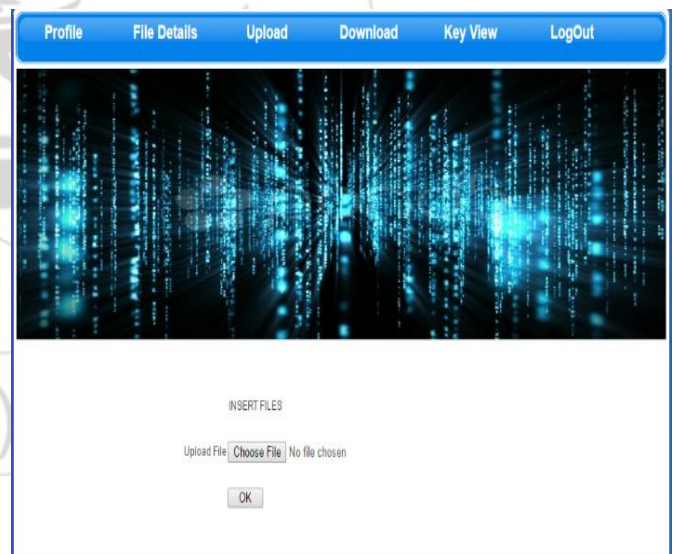 Profile File Details Upload Download Key View LogOut
INSERT FILES
Upload File Choose File No file chosen
OK